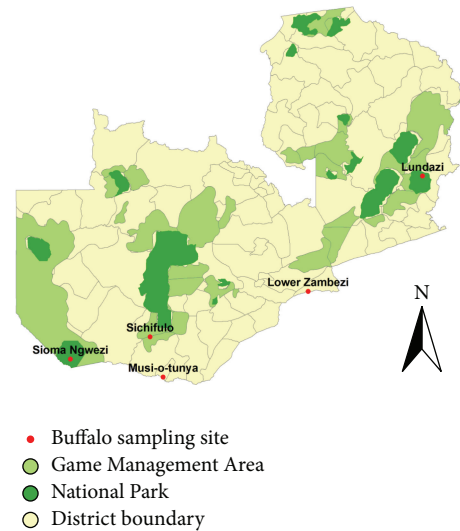 Lundazi
Lower Zambezi
N
Sichifulo
Sioma Ngwezi
Musi-o-tunya
Buffalo sampling site
Game Management Area
National Park
District boundary